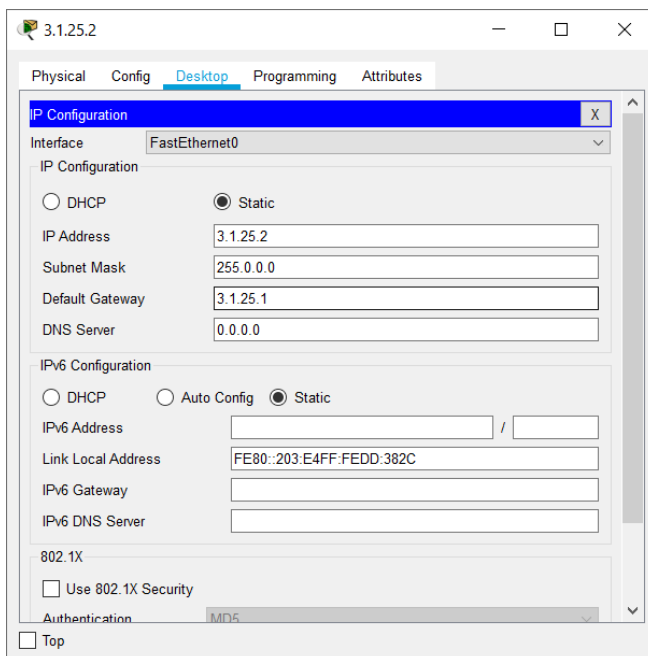 3.1.25.2
Physical Config Desktop Programming Attributes
IP Configuration X
Interface FastEthernet0
IP Configuration
DHCP Static
IP Address 3.1.25.2
Subnet Mask 255.0.0.0
Default Gateway 3.1.25.1
DNS Server 0.0.0.0
IPv6 Configuration
DHCP Auto Config Static
IPv6 Address /
Link Local Address FE80::203:E4FF:FEDD:382C
IPv6 Gateway
IPv6 DNS Server
802.1X
Use 802.1X Security
Authentication MD5
Top